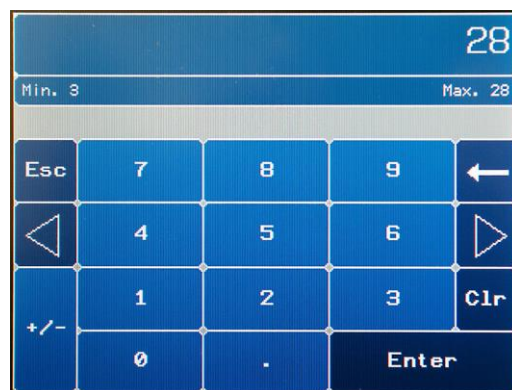 28
Min. 3 Max. 28
Esc 7 8 9
4 5 6
1 2 3 Clr
+/-
0 . Enter